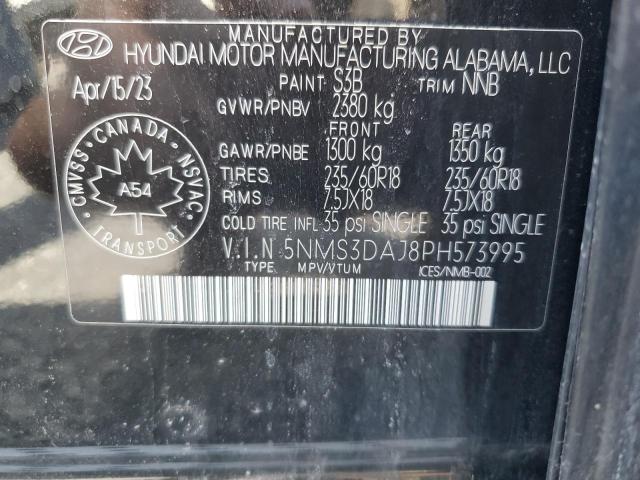 MANUFACTURED BY
HYUNDAI MOTOR MANUFACTURING ALABAMA, LLC
Apr/15/23 PAINT S3B TRIM NNB
GVWR/PNBV 2380 kg
FRONT REAR
GAWR/PNBE 1300 kg 1350 kg
TIRES 235/60R18 235/60R18
RIMS 7.5JX18 7.5JX18
COLD TIRE INFL 35 psi SINGLE 35 psi SINGLE
V.I.N 5NMS3DAJ8PH573995
TYPE MPV/VTUM ICES/NMB-002
CMVSS • CANADA • NSVAC
A54
TRANSPORT